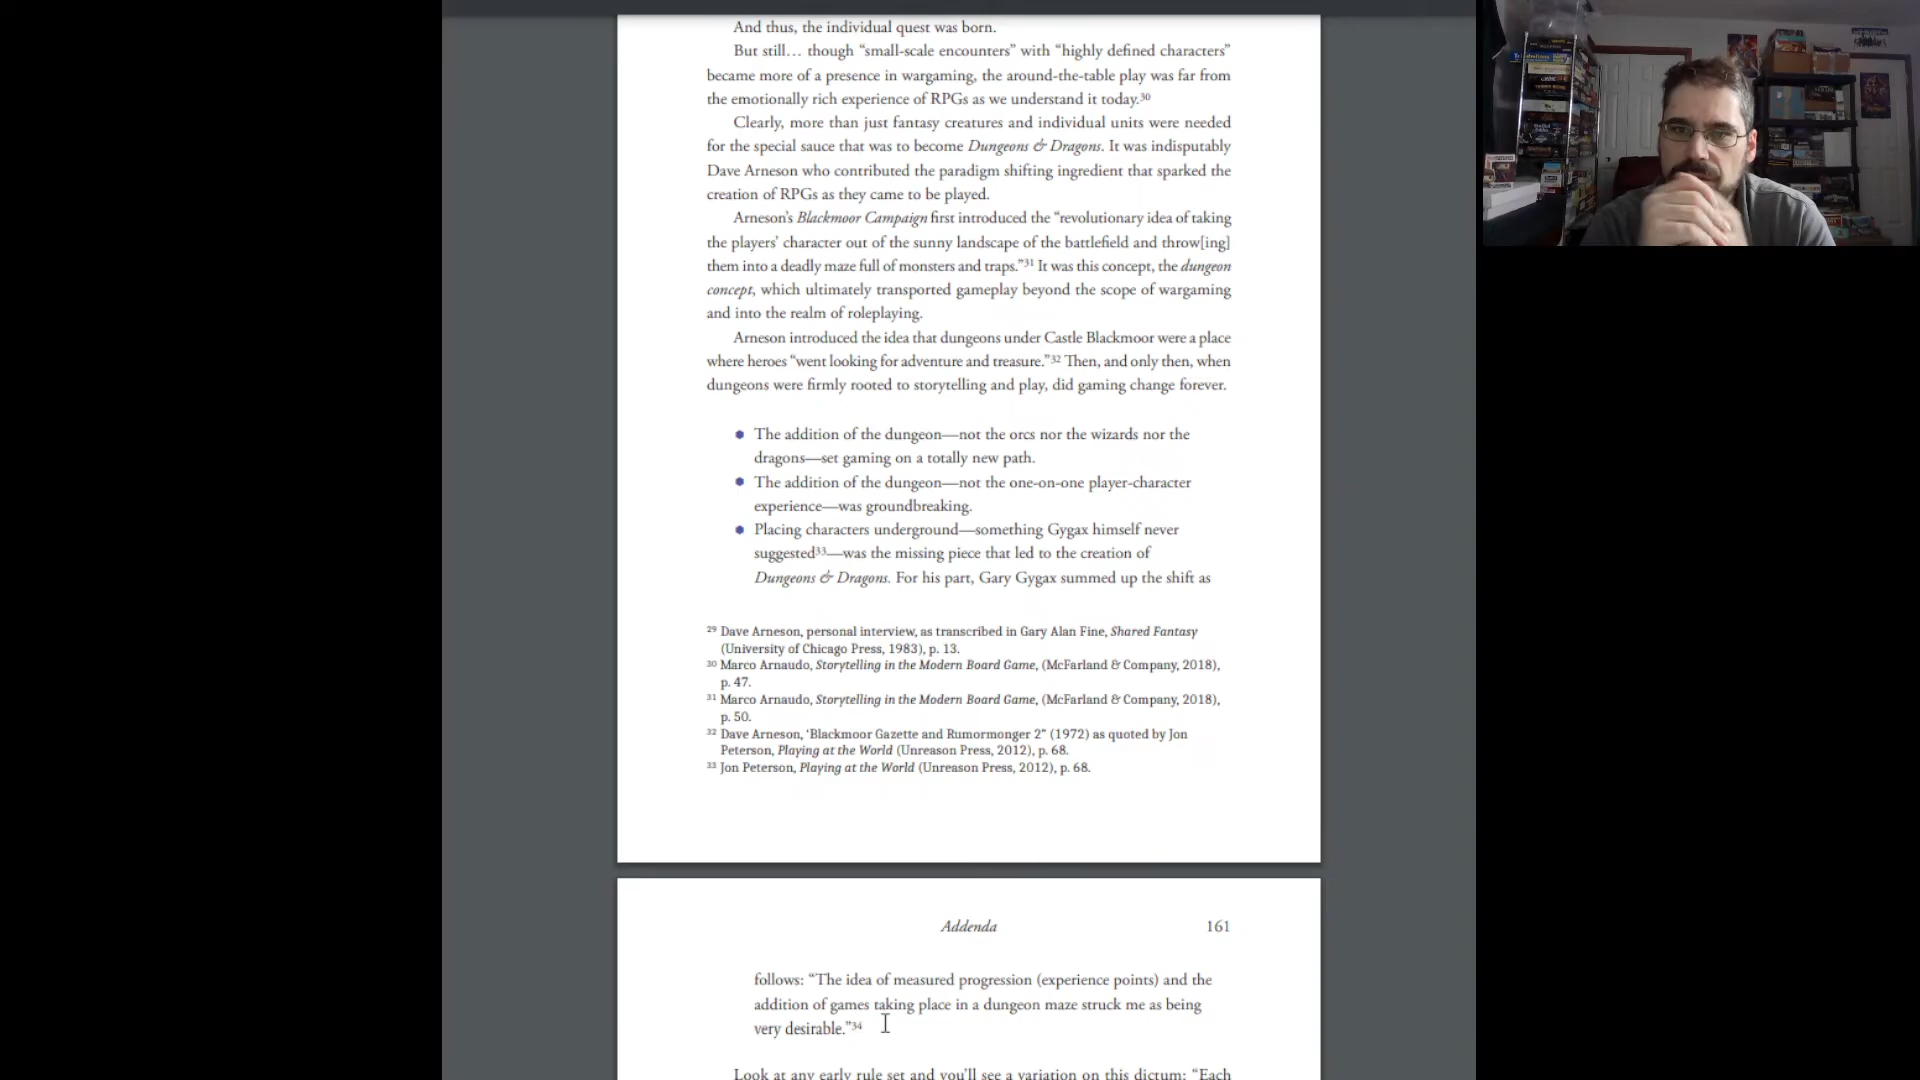 And thus, the individual quest was born.
But still… though “small-scale encounters” with “highly defined characters”
became more of a presence in wargaming, the around-the-table play was far from
the emotionally rich experience of RPGs as we understand it today.³⁰
Clearly, more than just fantasy creatures and individual units were needed
for the special sauce that was to become Dungeons & Dragons. It was indisputably
Dave Arneson who contributed the paradigm shifting ingredient that sparked the
creation of RPGs as they came to be played.
Arneson’s Blackmoor Campaign first introduced the “revolutionary idea of taking
the players’ character out of the sunny landscape of the battlefield and throw[ing]
them into a deadly maze full of monsters and traps.”³¹ It was this concept, the dungeon
concept, which ultimately transported gameplay beyond the scope of wargaming
and into the realm of roleplaying.
Arneson introduced the idea that dungeons under Castle Blackmoor were a place
where heroes “went looking for adventure and treasure.”³² Then, and only then, when
dungeons were firmly rooted to storytelling and play, did gaming change forever.
The addition of the dungeon—not the orcs nor the wizards nor the
dragons—set gaming on a totally new path.
The addition of the dungeon—not the one-on-one player-character
experience—was groundbreaking.
Placing characters underground—something Gygax himself never
suggested³³—was the missing piece that led to the creation of
Dungeons & Dragons. For his part, Gary Gygax summed up the shift as
²⁹ Dave Arneson, personal interview, as transcribed in Gary Alan Fine, Shared Fantasy
(University of Chicago Press, 1983), p. 13.
³⁰ Marco Arnaudo, Storytelling in the Modern Board Game, (McFarland & Company, 2018),
p. 47.
³¹ Marco Arnaudo, Storytelling in the Modern Board Game, (McFarland & Company, 2018),
p. 50.
³² Dave Arneson, ‘Blackmoor Gazette and Rumormonger 2” (1972) as quoted by Jon
Peterson, Playing at the World (Unreason Press, 2012), p. 68.
³³ Jon Peterson, Playing at the World (Unreason Press, 2012), p. 68.
Addenda 161
follows: “The idea of measured progression (experience points) and the
addition of games taking place in a dungeon maze struck me as being
very desirable.”³⁴
Look at any early rule set and you’ll see a variation on this dictum: “Each